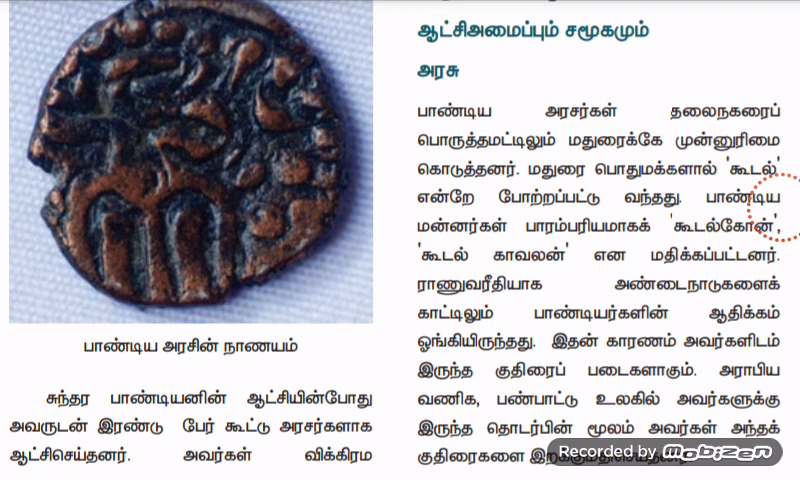 பாண்டிய அரசின் நாணயம்
சுந்தர பாண்டியனின் ஆட்சியின்போது
அவருடன் இரண்டு பேர் கூட்டு அரசர்களாக
ஆட்சிசெய்தனர். அவர்கள் விக்கிரம
ஆட்சிஅமைப்பும் சமூகமும்
அரசு
பாண்டிய அரசர்கள் தலைநகரைப்
பொருத்தமட்டிலும் மதுரைக்கே முன்னுரிமை
கொடுத்தனர். மதுரை பொதுமக்களால் 'கூடல்'
என்றே போற்றப்பட்டு வந்தது. பாண்டிய
மன்னர்கள் பாரம்பரியமாகக் 'கூடல்கோன்',
'கூடல் காவலன்' என மதிக்கப்பட்டனர்.
ராணுவரீதியாக அண்டைநாடுகளைக்
காட்டிலும் பாண்டியர்களின் ஆதிக்கம்
ஓங்கியிருந்தது. இதன் காரணம் அவர்களிடம்
இருந்த குதிரைப் படைகளாகும். அராபிய
வணிக, பண்பாட்டு உலகில் அவர்களுக்கு
இருந்த தொடர்பின் மூலம் அவர்கள் அந்தக்
குதிரைகளை
Recorded by mobizen